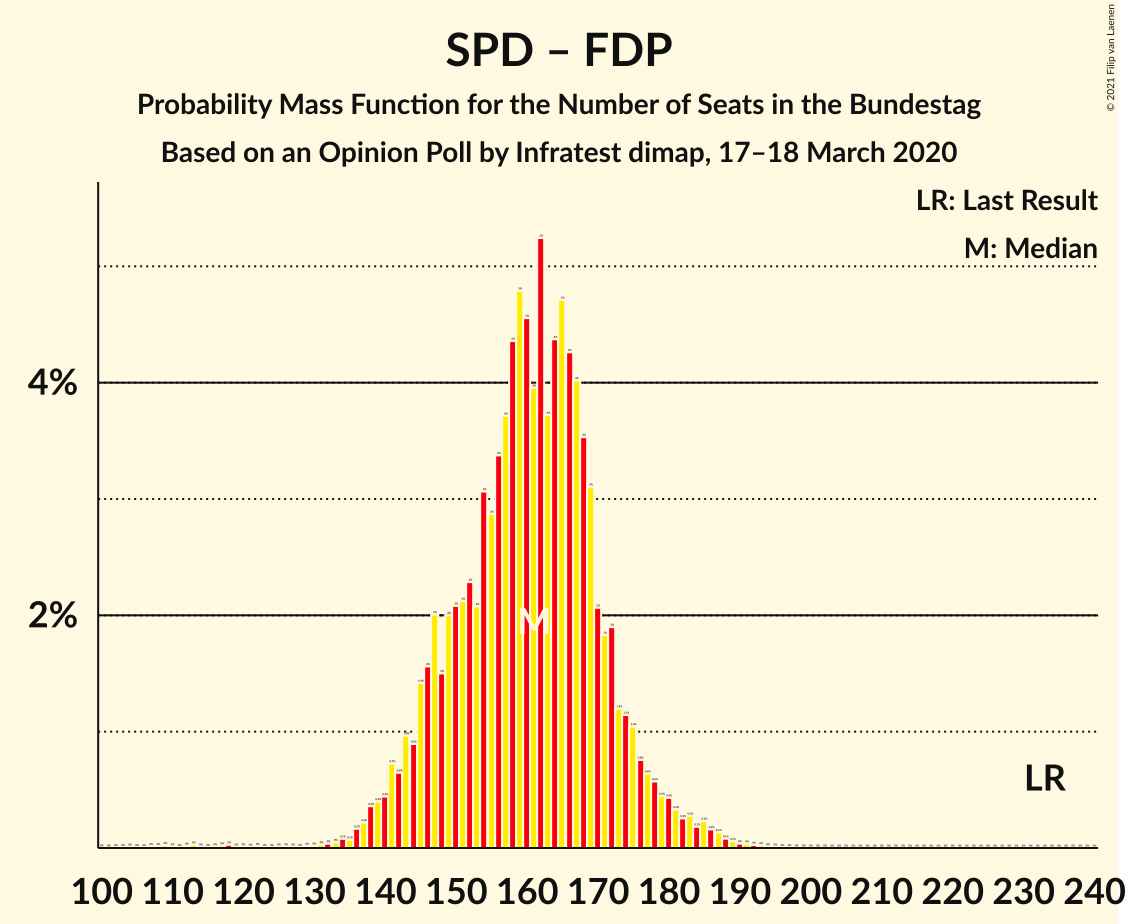 SPD – FDP
Probability Mass Function for the Number of Seats in the Bundestag
Based on an Opinion Poll by Infratest dimap, 17–18 March 2020
© 2021 Filip van Laenen
LR: Last Result
M: Median
4%
2%
M
LR
100 110 120 130 140 150 160 170 180 190 200 210 220 230 240